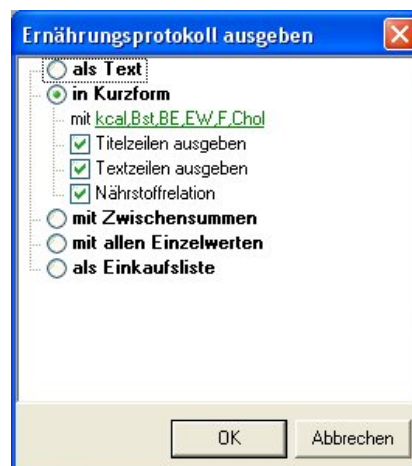 Ernährungsprotokoll ausgeben
als Text
in Kurzform
mit kcal,Bst,BE,EW,F,Chol
Titelzeilen ausgeben
Textzeilen ausgeben
Nährstoffrelation
mit Zwischensummen
mit allen Einzelwerten
als Einkaufsliste
OK Abbrechen